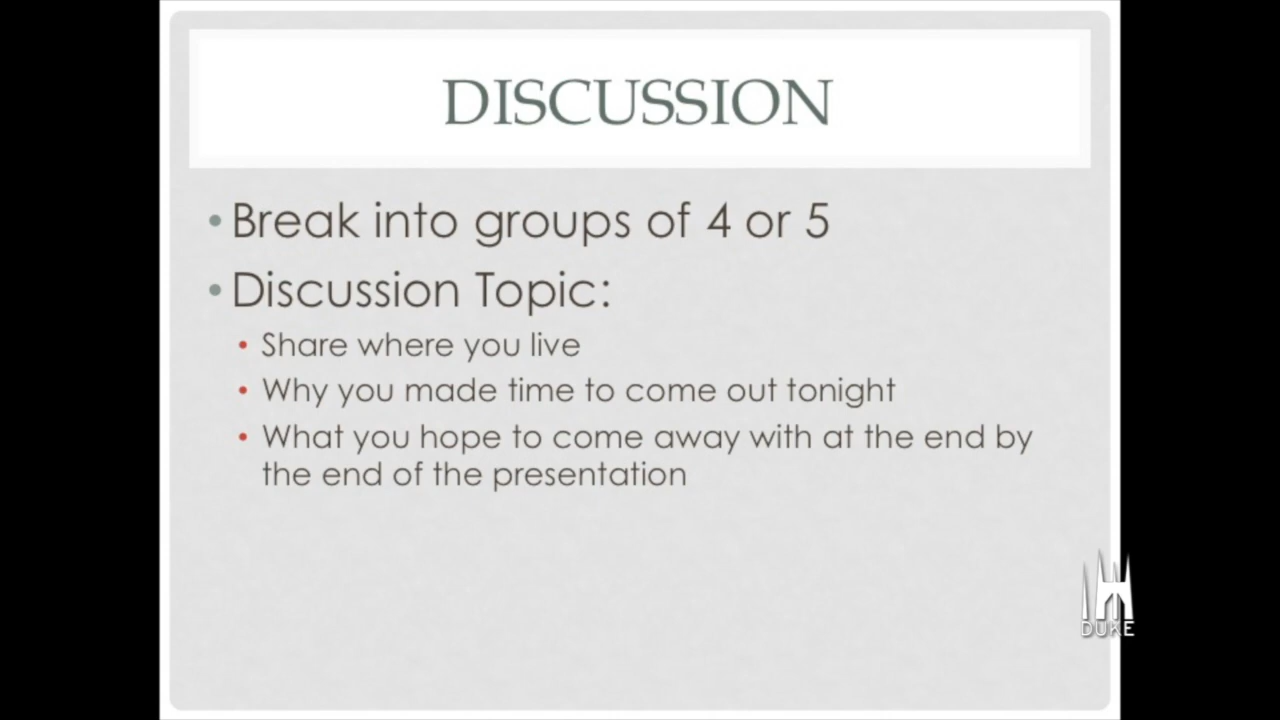 DISCUSSION
• Break into groups of 4 or 5
• Discussion Topic:
• Share where you live
• Why you made time to come out tonight
• What you hope to come away with at the end by
the end of the presentation
DUKE